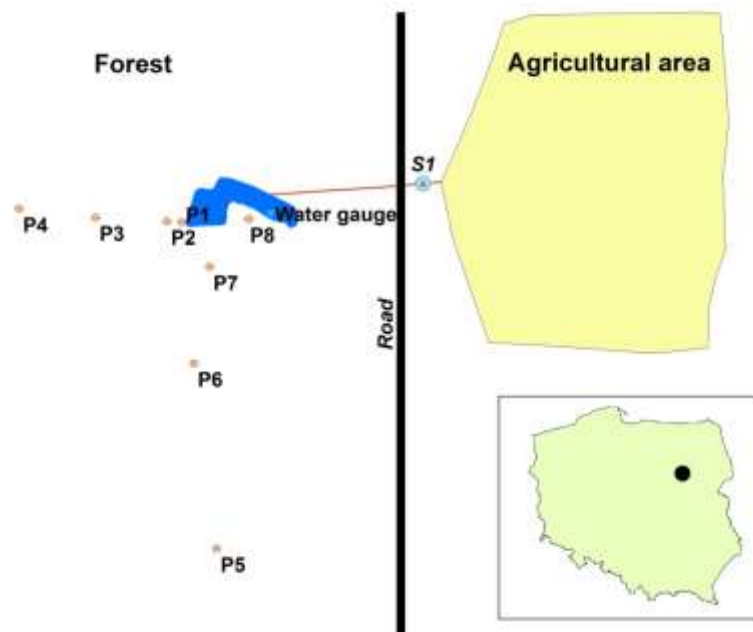 Forest
Agricultural area
S1
P4
P3
P2
P1
P8
Water gauge
P7
Road
P6
P5